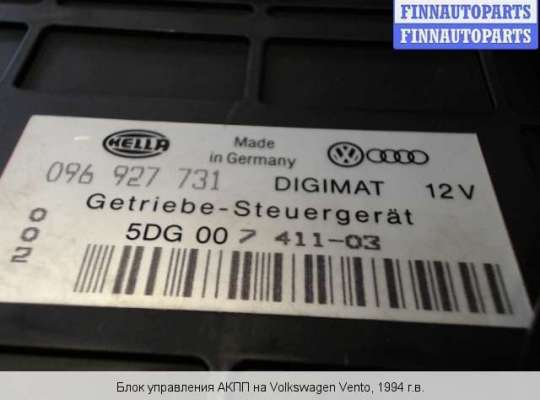 FINNAUTOPARTS
FINNAUTOPARTS
HELLA
Made
in Germany
096 927 731 DIGIMAT 12V
Getriebe-Steuergerät
002
5DG 007 411-03
Блок управления АКПП на Volkswagen Vento, 1994 г.в.